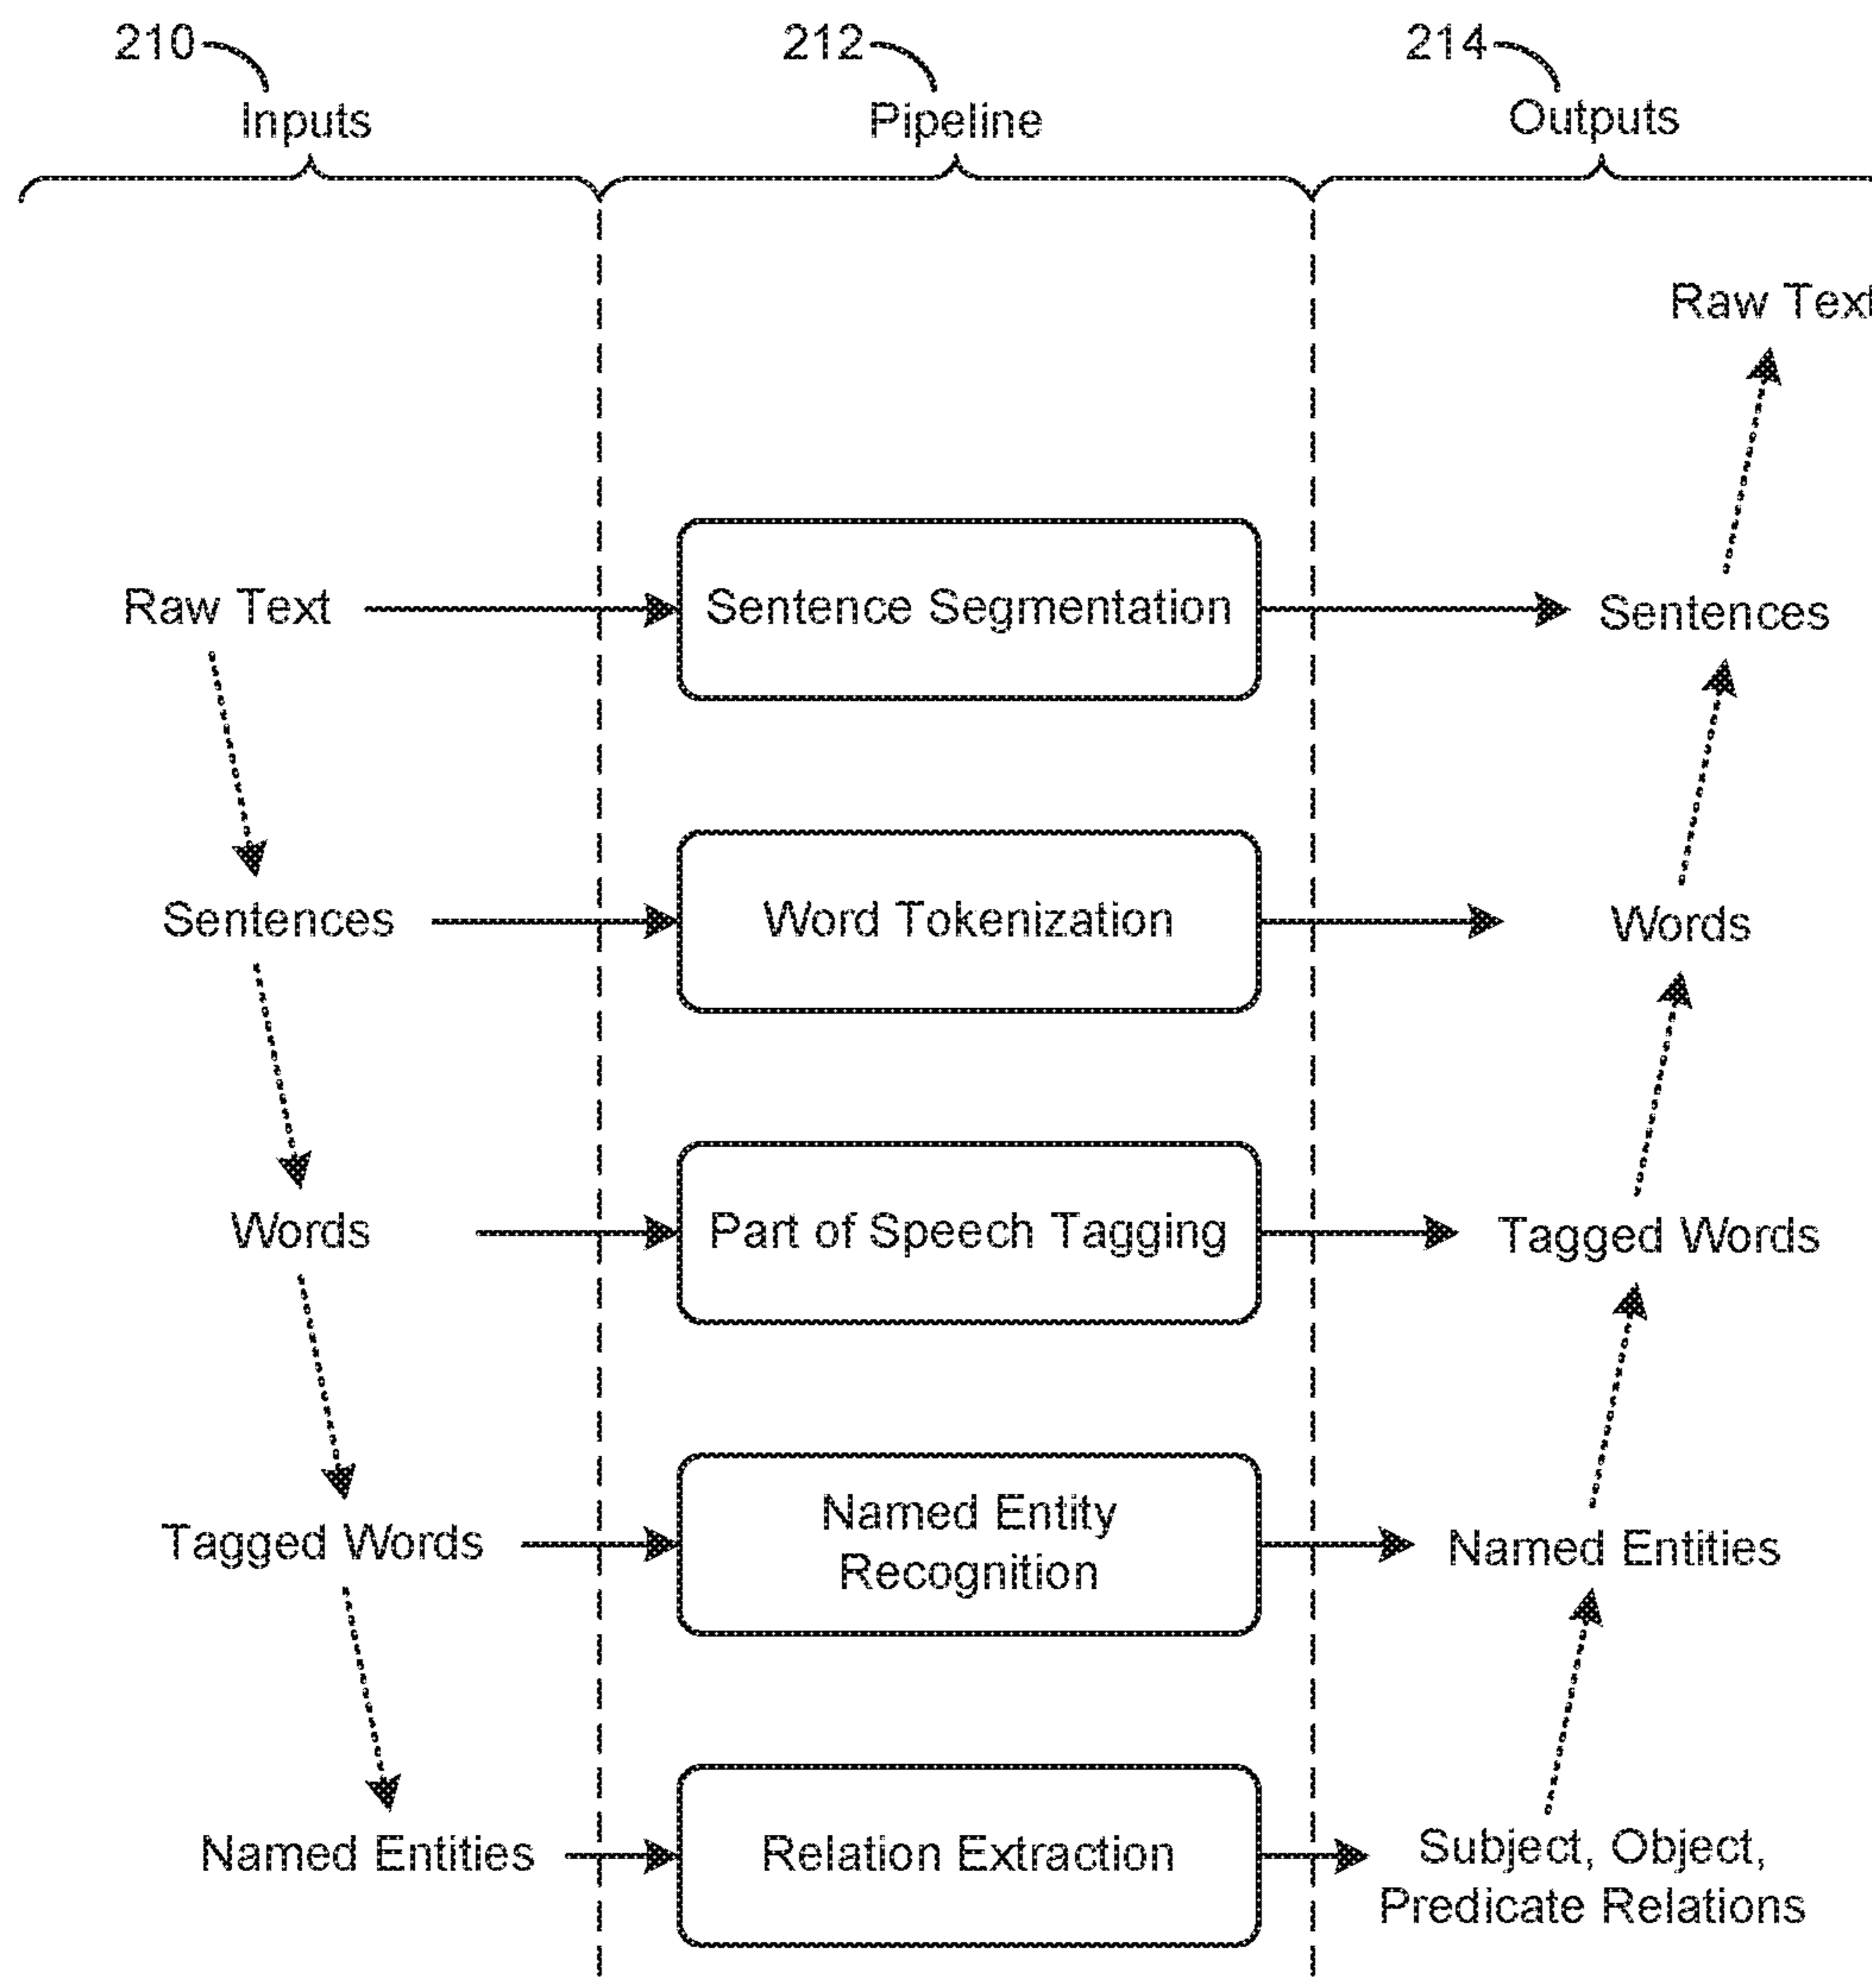 210
212
214
Inputs
Pipeline
Outputs
Raw Text
Raw Text
Sentence Segmentation
Sentences
Sentences
Word Tokenization
Words
Words
Part of Speech Tagging
Tagged Words
Tagged Words
Named Entity
Recognition
Named Entities
Named Entities
Relation Extraction
Subject, Object,
Predicate Relations